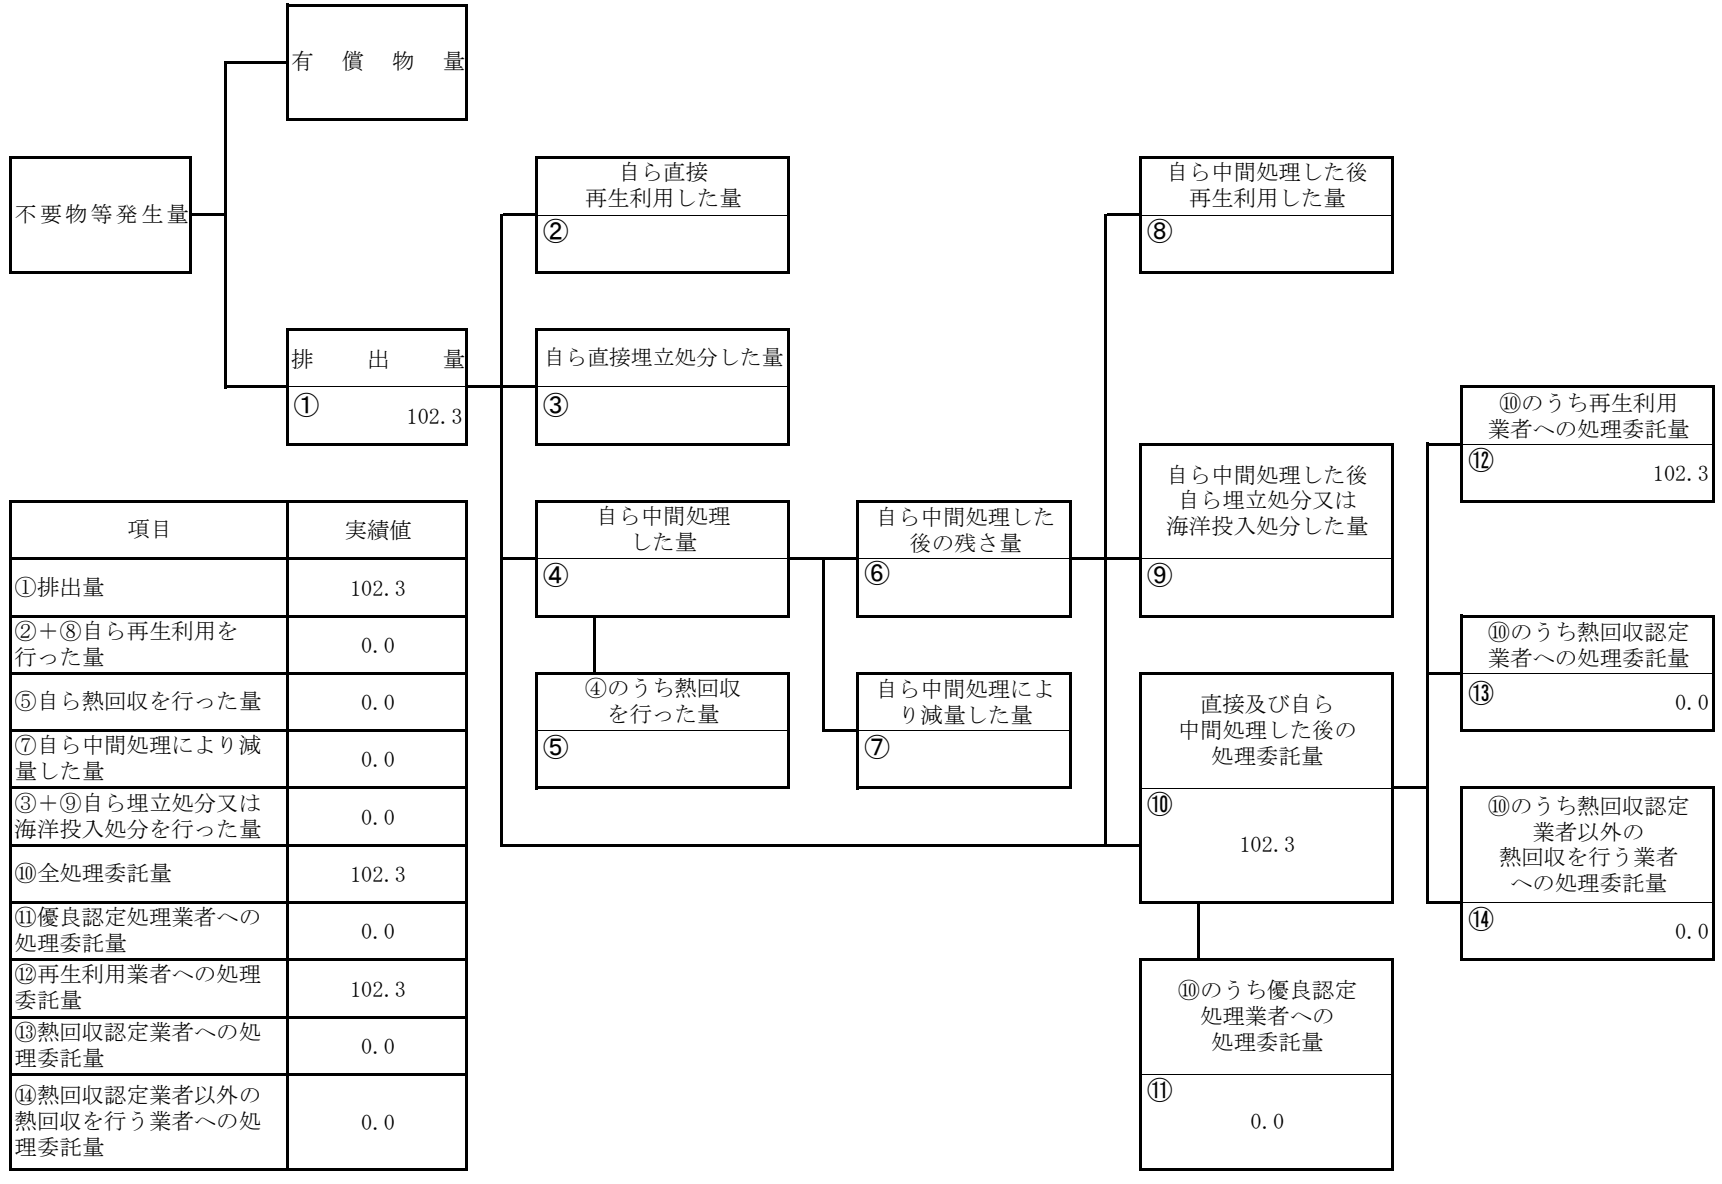 有償物量
不要物等発生量
自ら直接
再生利用した量
②
自ら中間処理した後
再生利用した量
⑧
排出量
①
102.3
自ら直接埋立処分した量
③
⑩のうち再生利用
業者への処理委託量
⑫
102.3
自ら中間処理した後
自ら埋立処分又は
海洋投入処分した量
⑨
自ら中間処理
した量
④
自ら中間処理した
後の残さ量
⑥
④のうち熱回収
を行った量
⑤
自ら中間処理によ
り減量した量
⑦
直接及び自ら
中間処理した後の
処理委託量
⑩
102.3
⑩のうち熱回収認定
業者への処理委託量
⑬
0.0
⑩のうち熱回収認定
業者以外の
熱回収を行う業者
への処理委託量
⑭
0.0
⑩のうち優良認定
処理業者への
処理委託量
⑪
0.0
項目 実績値
①排出量 102.3
②＋⑧自ら再生利用を
行った量
0.0
⑤自ら熱回収を行った量 0.0
⑦自ら中間処理により減
量した量
0.0
③＋⑨自ら埋立処分又は
海洋投入処分を行った量
0.0
⑩全処理委託量 102.3
⑪優良認定処理業者への
処理委託量
0.0
⑫再生利用業者への処理
委託量
102.3
⑬熱回収認定業者への処
理委託量
0.0
⑭熱回収認定業者以外の
熱回収を行う業者への処
理委託量
0.0